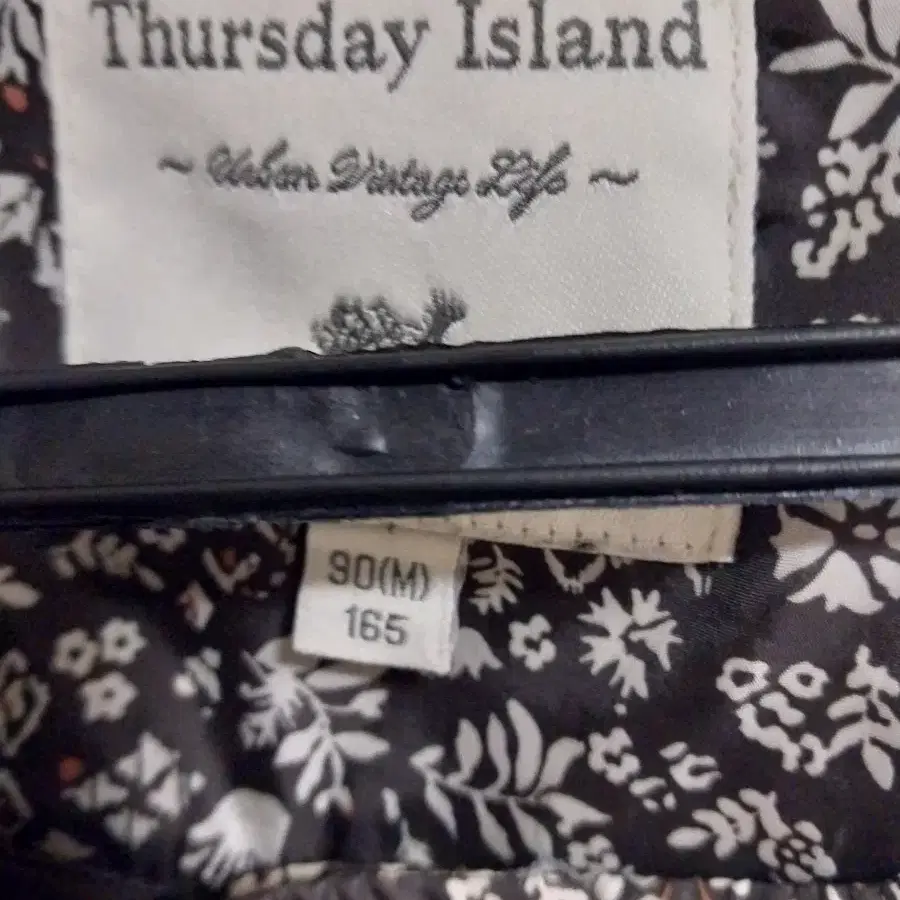 Thursday Island
~ Urban Vintage Life ~
90(M)
165